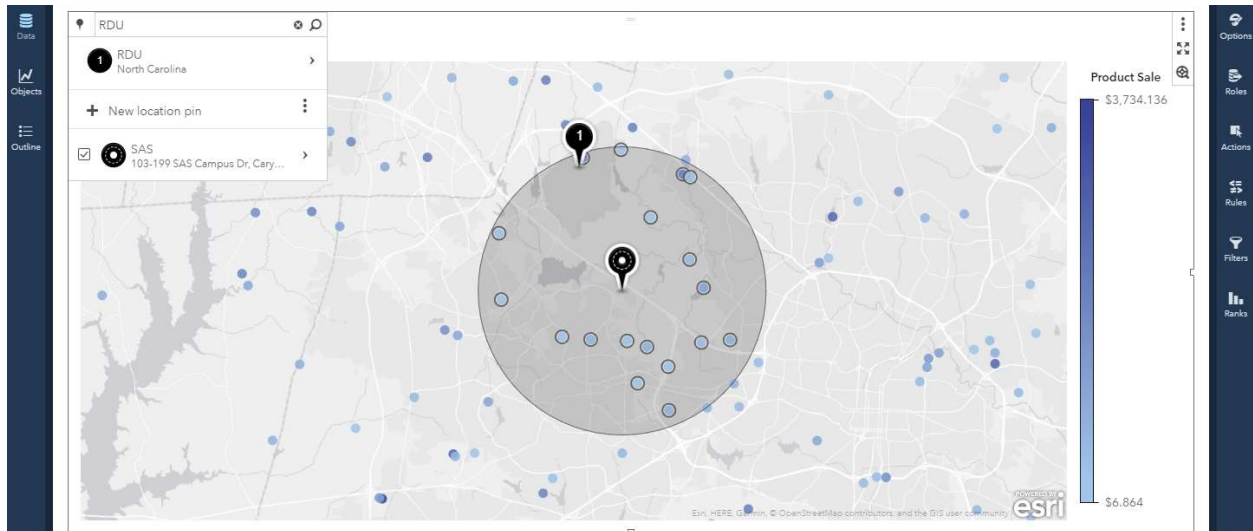 Data
Objects
Outline
RDU
1
RDU
North Carolina
New location pin
SAS
103-199 SAS Campus Dr, Cary...
1
Product Sale
$3,734.136
$6.864
Esri, HERE, Garmin, © OpenStreetMap contributors, and the GIS user community
POWERED BY
esri
Options
Roles
Actions
Rules
Filters
Ranks